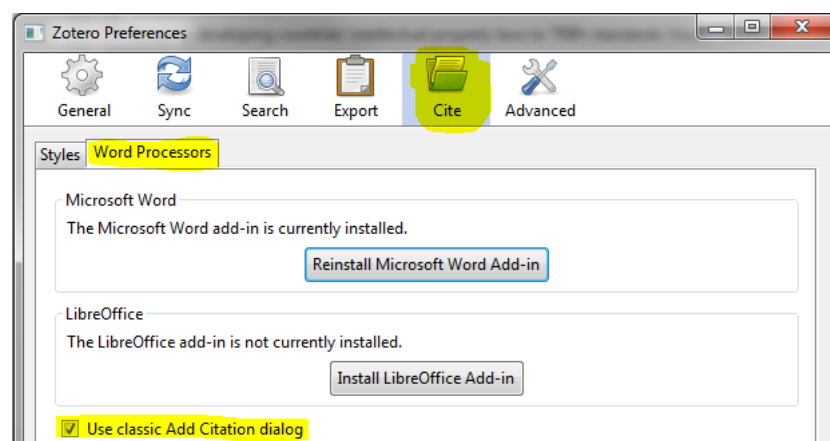 Zotero Preferences
General Sync Search Export Cite Advanced
Styles Word Processors
Microsoft Word
The Microsoft Word add-in is currently installed.
Reinstall Microsoft Word Add-in
LibreOffice
The LibreOffice add-in is not currently installed.
Install LibreOffice Add-in
Use classic Add Citation dialog